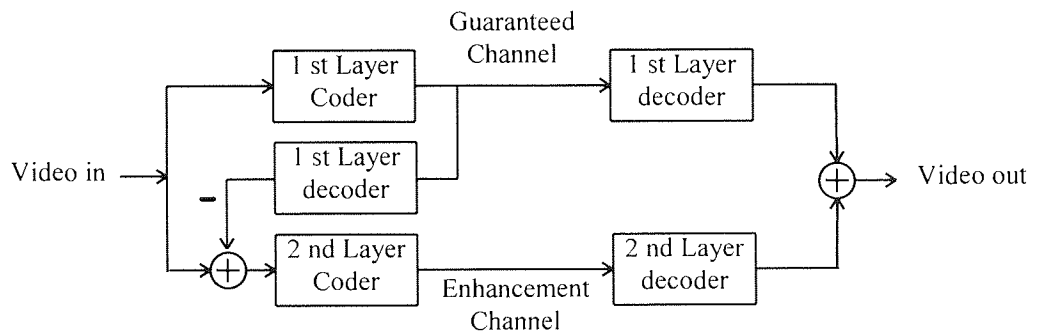 Guaranteed
Channel
1 st Layer
Coder
1 st Layer
decoder
Video in
1 st Layer
decoder
Video out
2 nd Layer
Coder
2 nd Layer
decoder
Enhancement
Channel